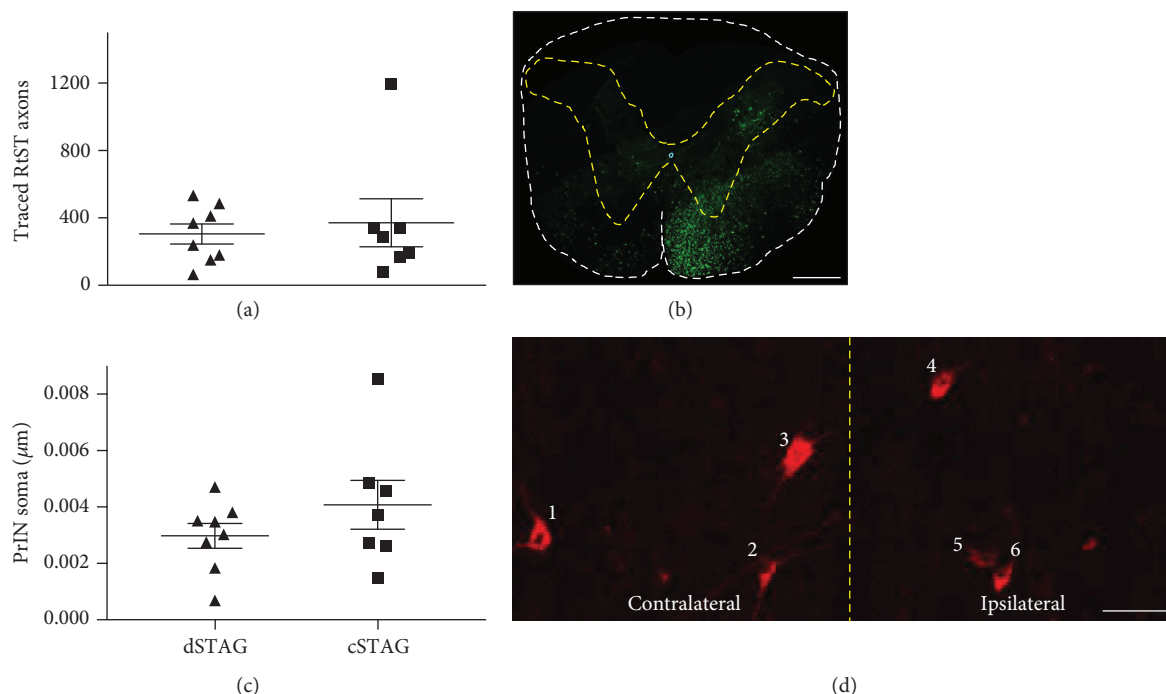 Traced RtST axons
1200
800
400
0
(a)
(b)
PrIN soma (μm)
0.008
0.006
0.004
0.002
0.000
dSTAG
cSTAG
(c)
1
2
3
4
5
6
Contralateral
Ipsilateral
(d)